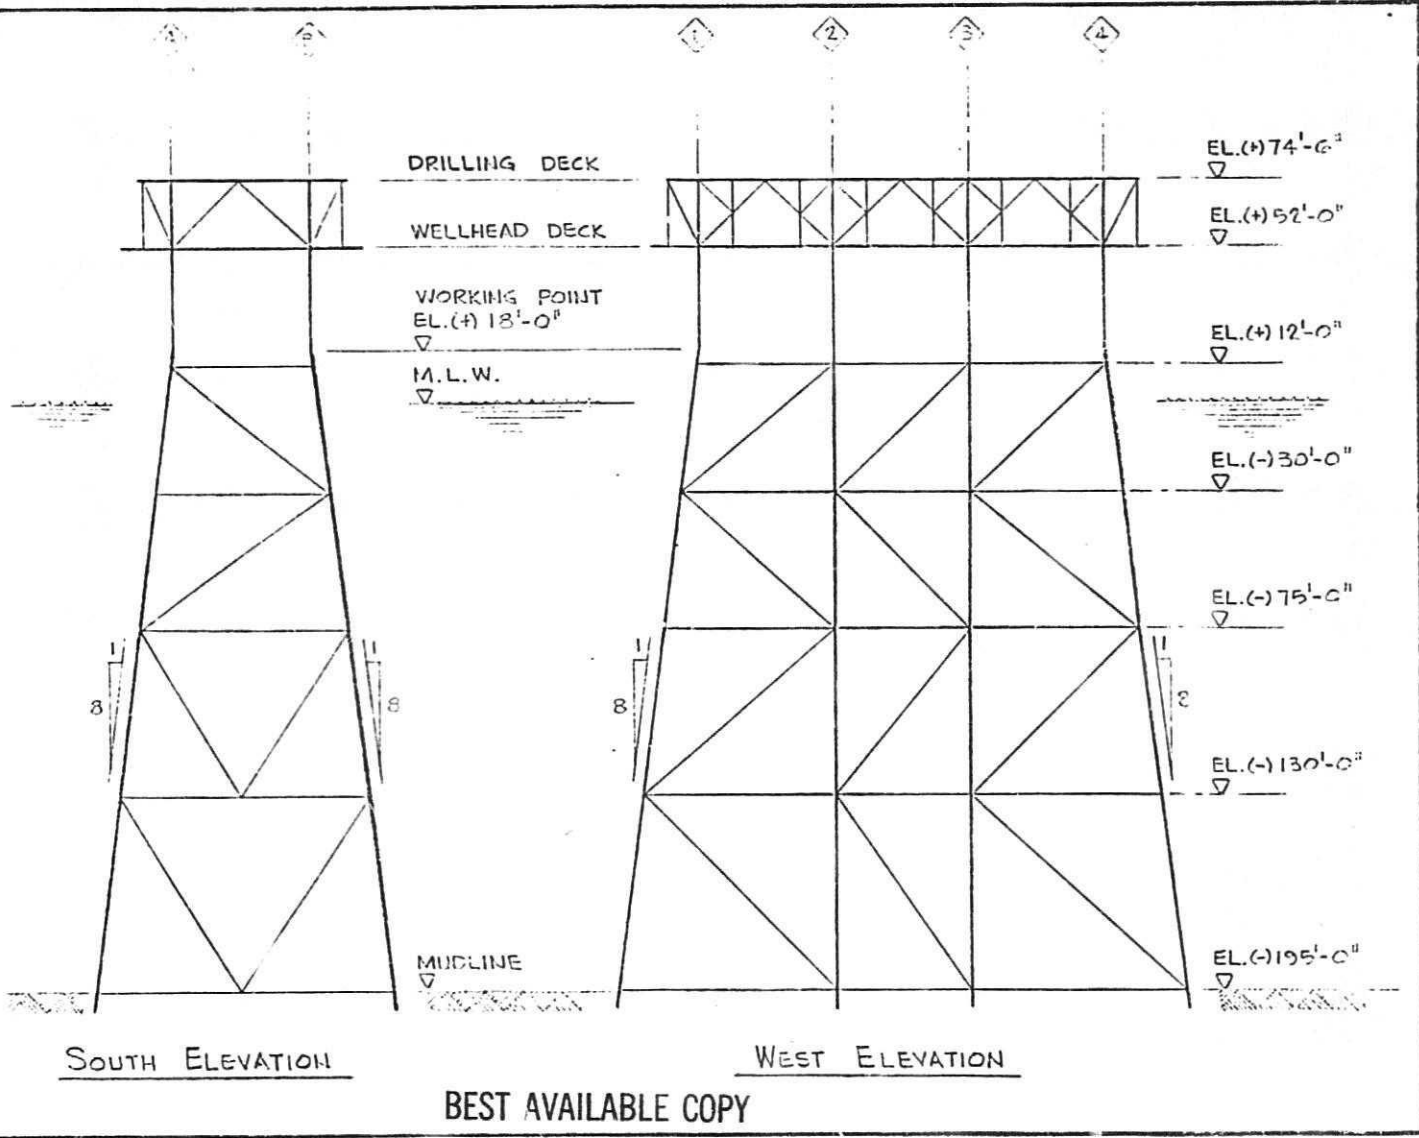 1 2 3 4
DRILLING DECK
EL.(+) 74'-6"
WELLHEAD DECK
EL.(+) 52'-0"
WORKING POINT
EL.(+) 18'-0"
EL.(+) 12'-0"
M.L.W.
EL.(-) 30'-0"
EL.(-) 75'-0"
1 1 1 1
8 8 8 8
EL.(-) 130'-0"
MUDLINE
EL.(-) 195'-0"
SOUTH ELEVATION
WEST ELEVATION
BEST AVAILABLE COPY